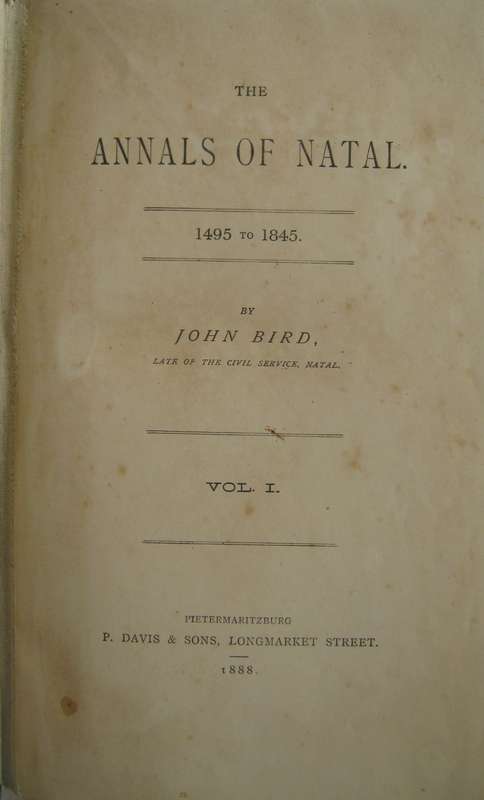 THE
ANNALS OF NATAL.
1495 TO 1845.
BY
JOHN BIRD,
LATE OF THE CIVIL SERVICE, NATAL.
VOL. I.
PIETERMARITZBURG
P. DAVIS & SONS, LONGMARKET STREET.
1888.